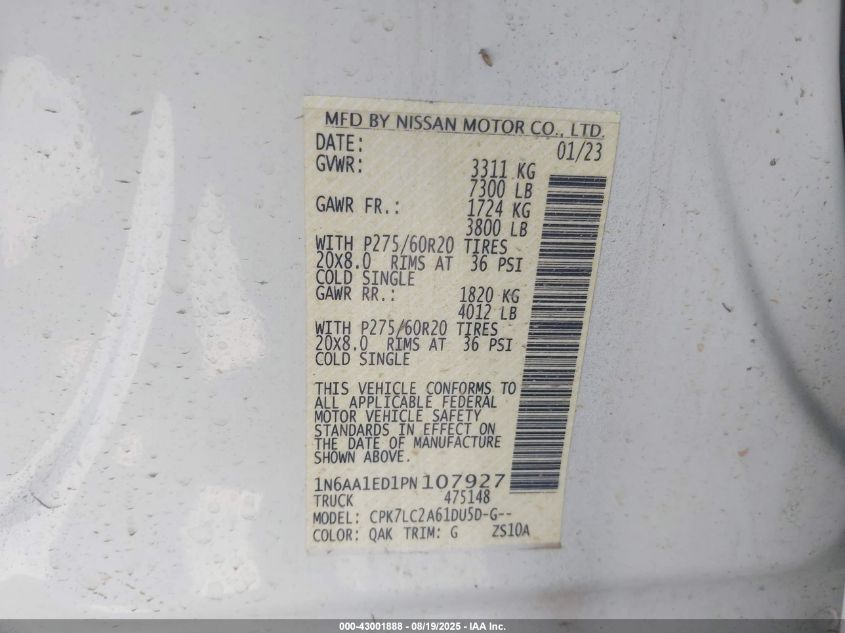 MFD BY NISSAN MOTOR CO., LTD.
DATE: 01/23
GVWR: 3311 KG
7300 LB
GAWR FR.: 1724 KG
3800 LB
WITH P275/60R20 TIRES
20X8.0 RIMS AT 36 PSI
COLD SINGLE
GAWR RR.: 1820 KG
4012 LB
WITH P275/60R20 TIRES
20X8.0 RIMS AT 36 PSI
COLD SINGLE
THIS VEHICLE CONFORMS TO
ALL APPLICABLE FEDERAL
MOTOR VEHICLE SAFETY
STANDARDS IN EFFECT ON
THE DATE OF MANUFACTURE
SHOWN ABOVE.
1N6AA1ED1PN107927
TRUCK 475148
MODEL: CPK7LC2A61DU5D-G--
COLOR: QAK TRIM: G ZS10A
000-43001888 - 08/19/2025 - IAA Inc.